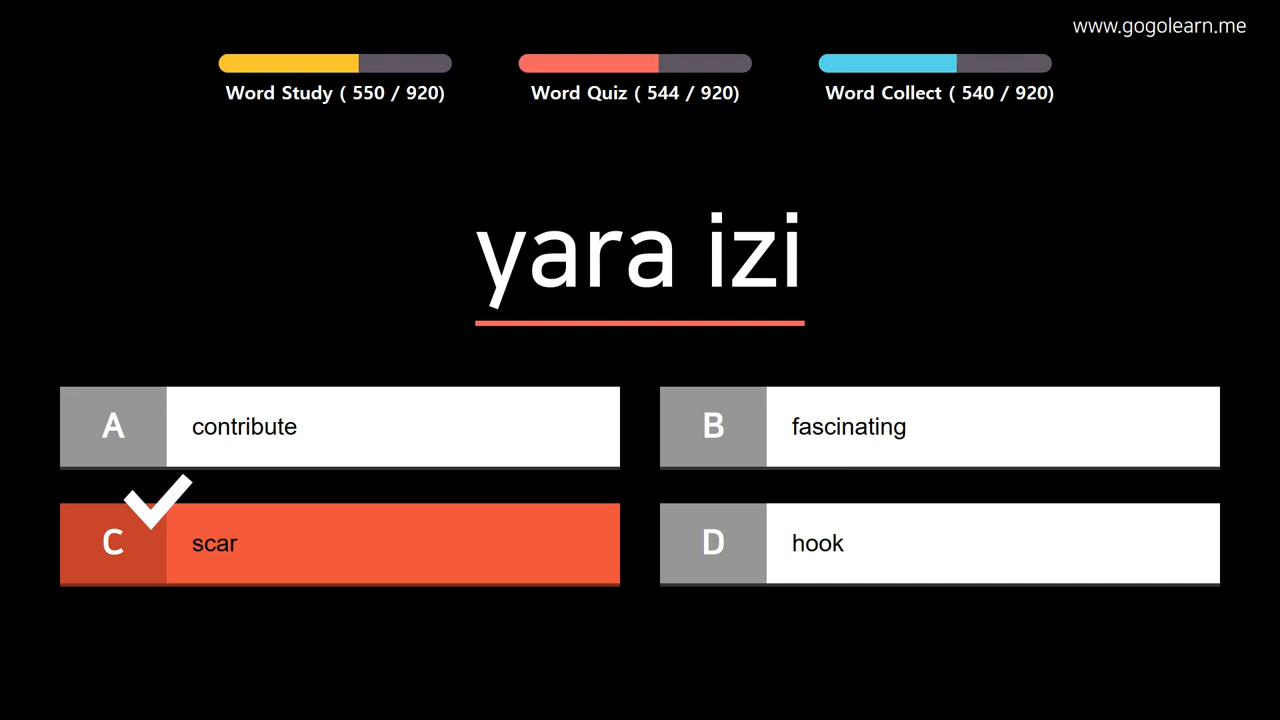 www.gogolearn.me
Word Study ( 550 / 920)
Word Quiz ( 544 / 920)
Word Collect ( 540 / 920)
yara izi
A contribute
B fascinating
C scar
D hook